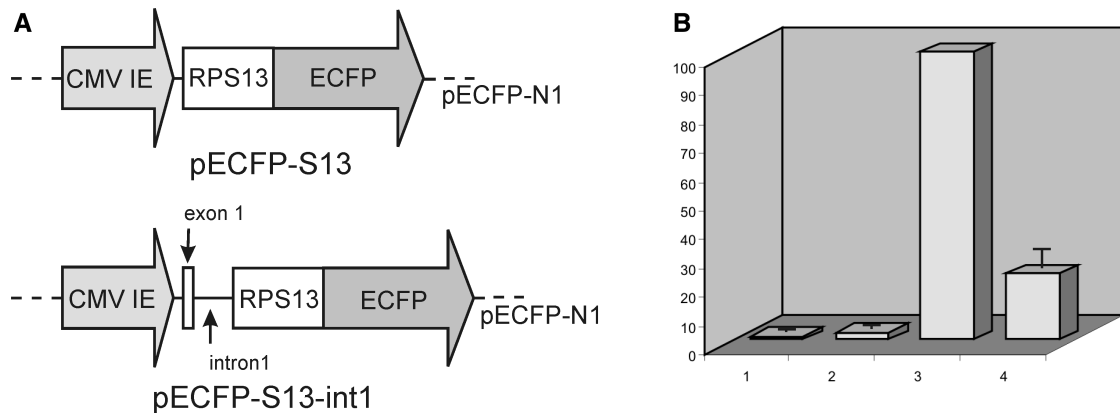 A
CMV IE RPS13 ECFP
pECFP-N1
pECFP-S13
exon 1
CMV IE RPS13 ECFP
pECFP-N1
intron1
pECFP-S13-int1
B
100
90
80
70
60
50
40
30
20
10
0
1 2 3 4